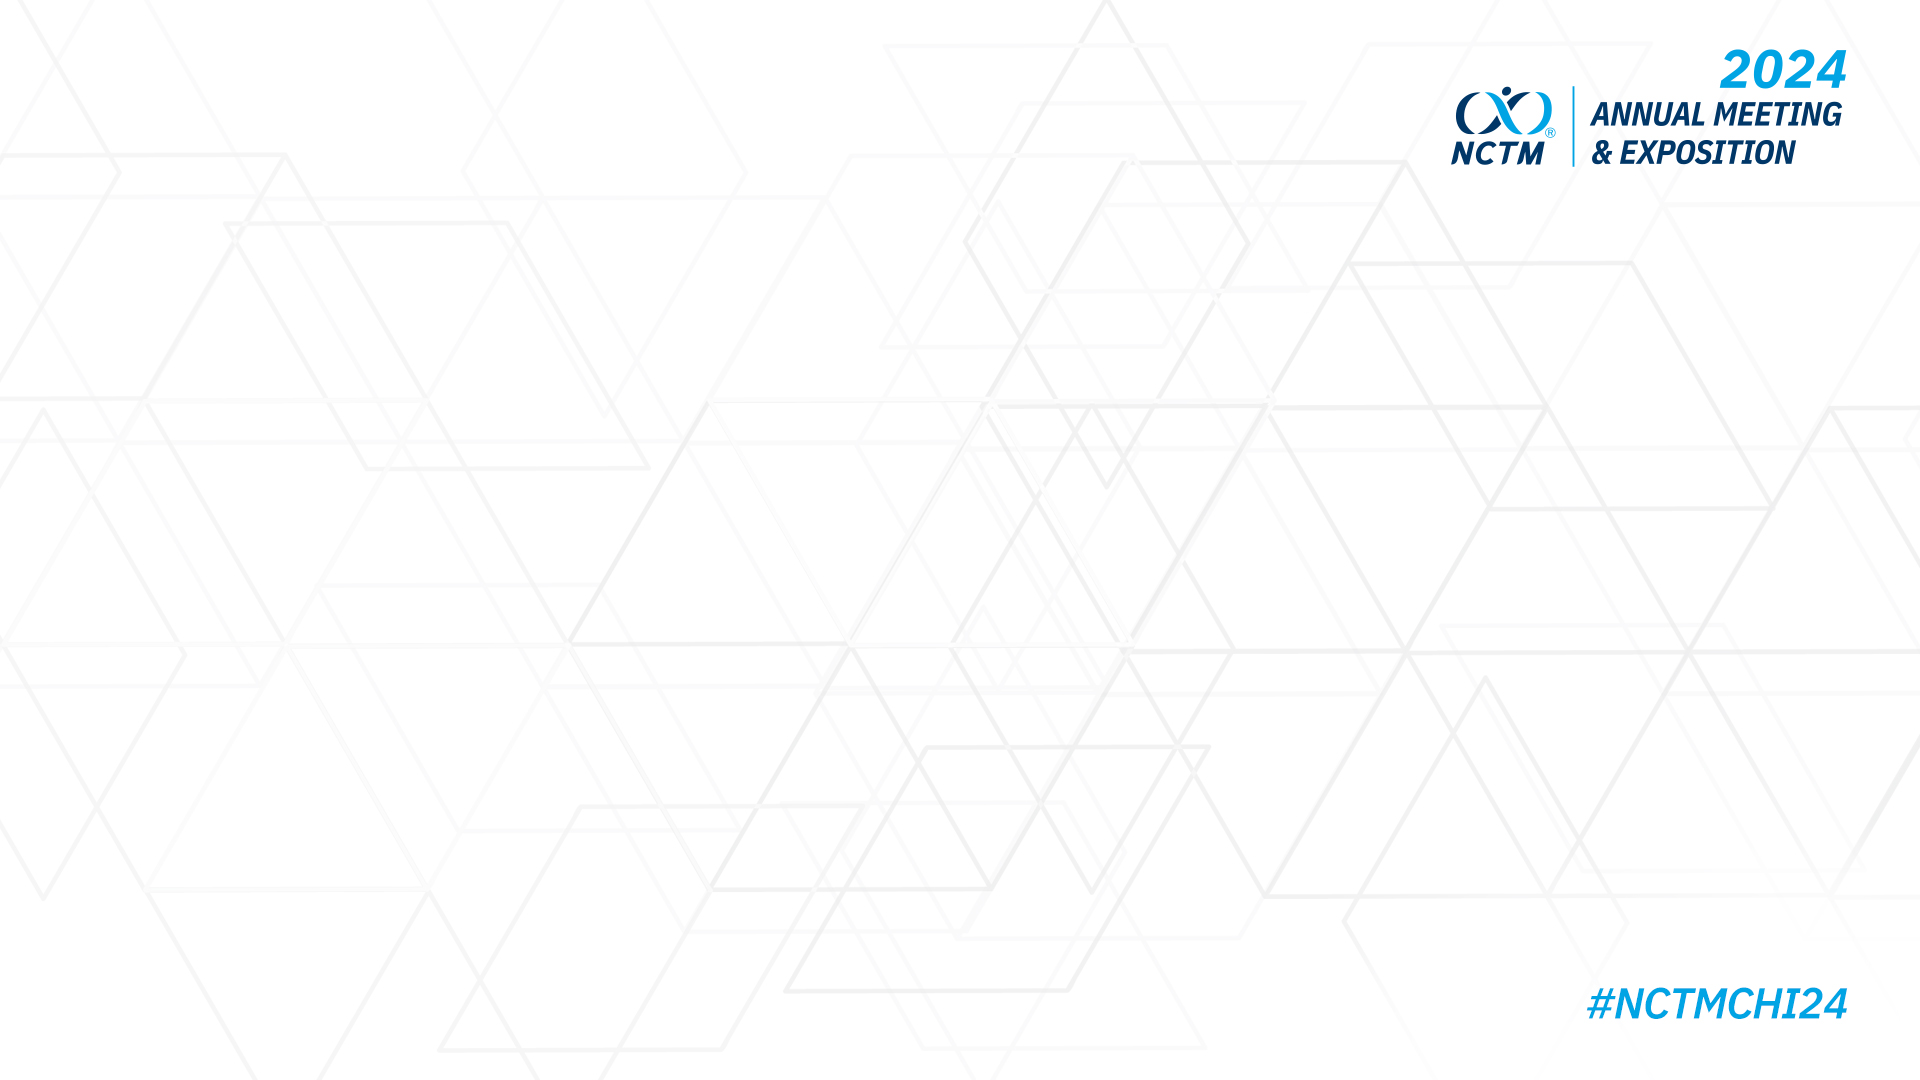 2024
ANNUAL MEETING
& EXPOSITION
NCTM®
#NCTMCHI24